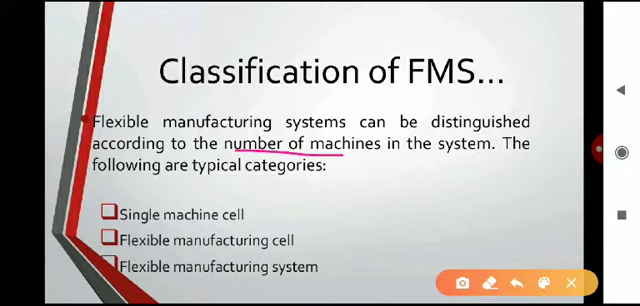 Classification of FMS...
Flexible manufacturing systems can be distinguished
according to the number of machines in the system. The
following are typical categories:
Single machine cell
Flexible manufacturing cell
Flexible manufacturing system